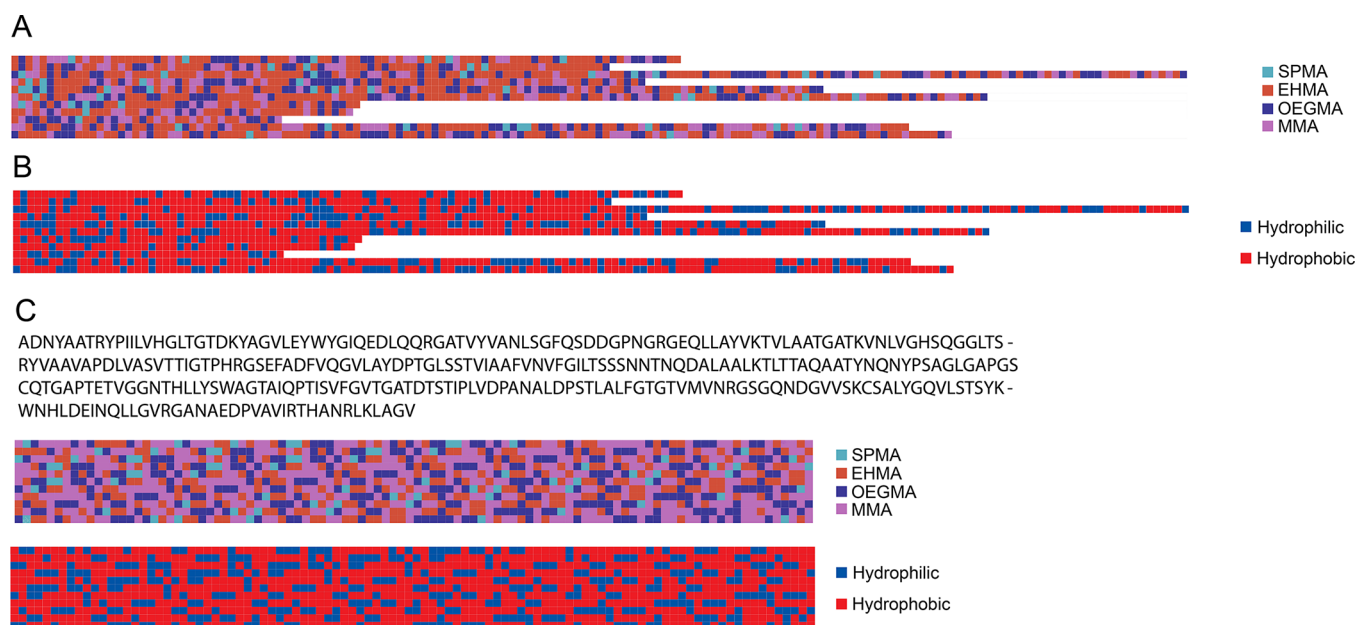 A
SPMA
EHMA
OEGMA
MMA
B
Hydrophilic
Hydrophobic
C
ADNYAATRYPIILVHGLTGTDKYAGVLEYWYGIQEDLQQRGATVYVANLSGFQSDDGPNGRGEQLLAYVKTVLAATGATKVNLVGHSQGGLTS -
RYVAAVAPDLVASVTTIGTPHRGSEFADFVQGVLAYDPTGLSSTVIAAFVNVFGILTSSSNNTNQDALAALKTLTTAQAATYNQNYPSAGLGAPGS
CQTGAPTETVGGNTHLLYSWAGTAIQPTISVFGVTGATDTSTIPLVDPANALDPSTLALFGTGTVMVNRGSGQNDGVVSKCSALYGQVLSTSYK -
WNHLDEINQLLGVRGANAEDPVAVIRTHANRLKLAGV
SPMA
EHMA
OEGMA
MMA
Hydrophilic
Hydrophobic